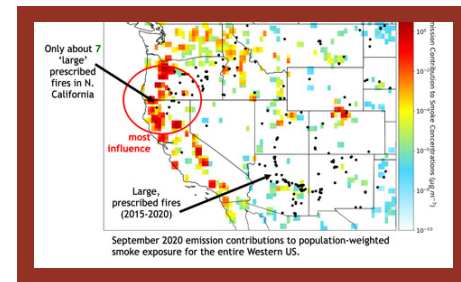 Only about 7
'large'
prescribed
fires in N.
California
most
influence
Large,
prescribed fires
(2015-2020)
mission Contribution to Smoke Concentrations (µg m⁻³)
September 2020 emission contributions to population-weighted
smoke exposure for the entire Western US.